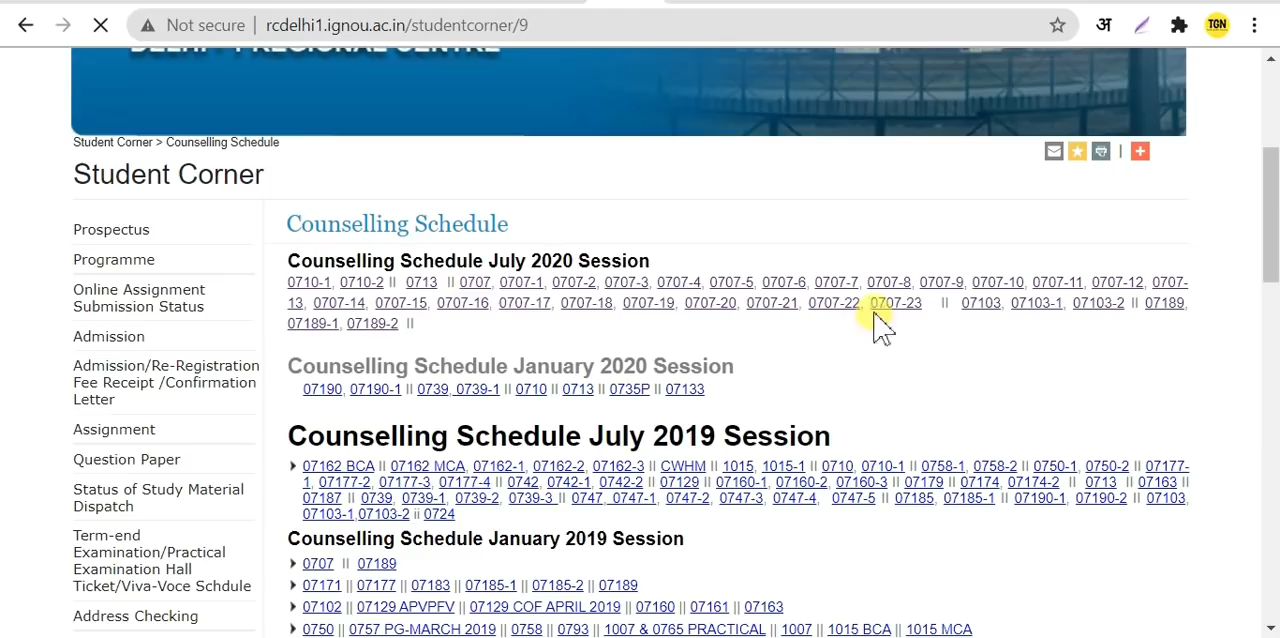 Not secure | rcdelhi1.ignou.ac.in/studentcorner/9
अ
TGN
DELHI - REGIONAL CENTRE
Student Corner > Counselling Schedule
Student Corner
Prospectus
Programme
Online Assignment
Submission Status
Admission
Admission/Re-Registration
Fee Receipt /Confirmation
Letter
Assignment
Question Paper
Status of Study Material
Dispatch
Term-end
Examination/Practical
Examination Hall
Ticket/Viva-Voce Schdule
Address Checking
Counselling Schedule
Counselling Schedule July 2020 Session
0710-1, 0710-2 || 0713 || 0707, 0707-1, 0707-2, 0707-3, 0707-4, 0707-5, 0707-6, 0707-7, 0707-8, 0707-9, 0707-10, 0707-11, 0707-12, 0707-
13, 0707-14, 0707-15, 0707-16, 0707-17, 0707-18, 0707-19, 0707-20, 0707-21, 0707-22, 0707-23 || 07103, 07103-1, 07103-2 || 07189,
07189-1, 07189-2 ||
Counselling Schedule January 2020 Session
07190, 07190-1 || 0739, 0739-1 || 0710 || 0713 || 0735P || 07133
Counselling Schedule July 2019 Session
07162 BCA || 07162 MCA, 07162-1, 07162-2, 07162-3 || CWHM || 1015, 1015-1 || 0710, 0710-1 || 0758-1, 0758-2 || 0750-1, 0750-2 || 07177-
1, 07177-2, 07177-3, 07177-4 || 0742, 0742-1, 0742-2 || 07129 || 07160-1, 07160-2, 07160-3 || 07179 || 07174, 07174-2 || 0713 || 07163 ||
07187 || 0739, 0739-1, 0739-2, 0739-3 || 0747, 0747-1, 0747-2, 0747-3, 0747-4, 0747-5 || 07185, 07185-1 || 07190-1, 07190-2 || 07103,
07103-1,07103-2 ii 0724
Counselling Schedule January 2019 Session
0707 || 07189
07171 || 07177 || 07183 || 07185-1 || 07185-2 || 07189
07102 || 07129 APVPFV || 07129 COF APRIL 2019 || 07160 || 07161 || 07163
0750 || 0757 PG-MARCH 2019 || 0758 || 0793 || 1007 & 0765 PRACTICAL || 1007 || 1015 BCA || 1015 MCA